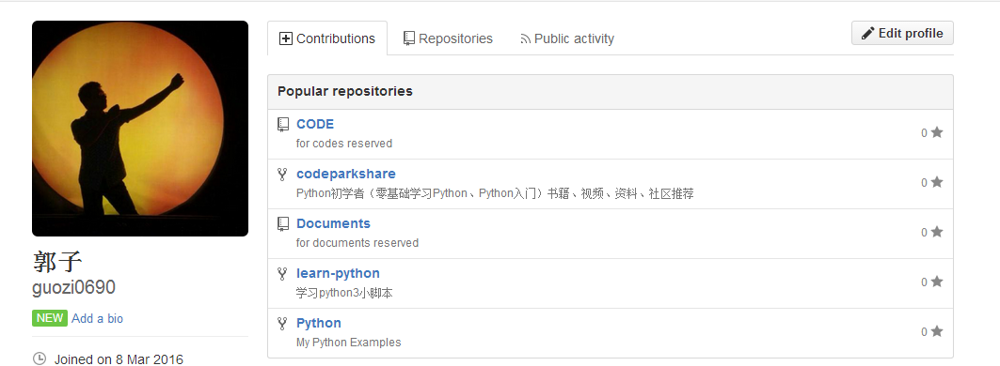 Contributions
Repositories
Public activity
Edit profile
Popular repositories
CODE
for codes reserved
0
codeparkshare
Python初学者（零基础学习Python、Python入门）书籍、视频、资料、社区推荐
0
Documents
for documents reserved
0
learn-python
学习python3小脚本
0
Python
My Python Examples
0
郭子
guozi0690
NEW Add a bio
Joined on 8 Mar 2016